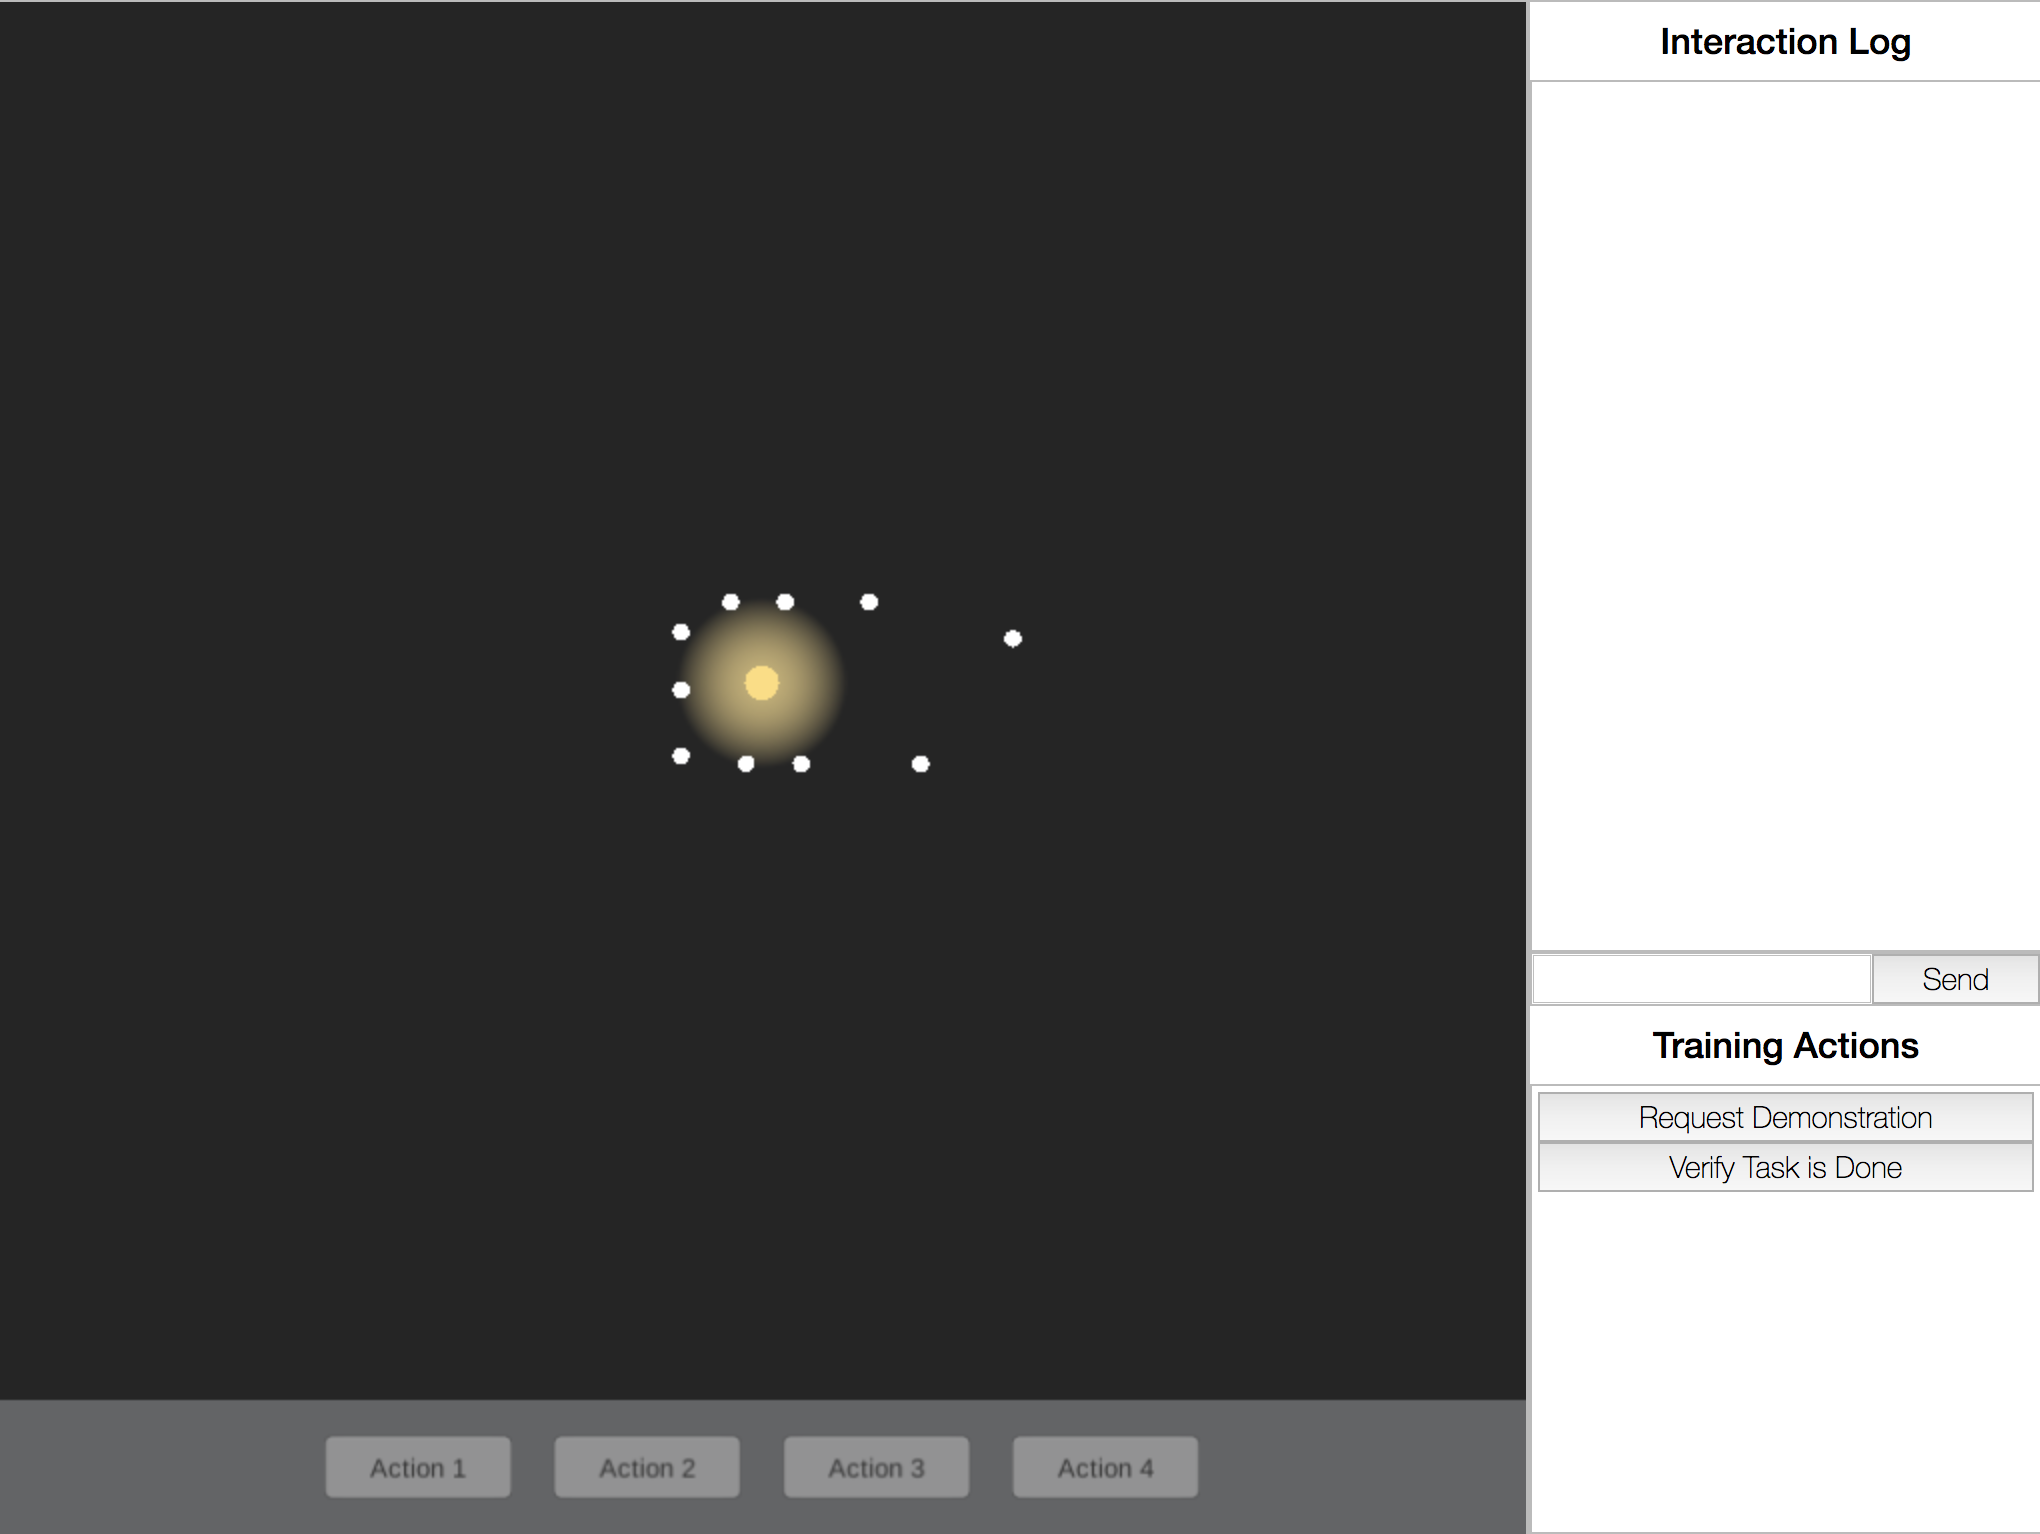 Interaction Log
Send
Training Actions
Request Demonstration
Verify Task is Done
Action 1
Action 2
Action 3
Action 4